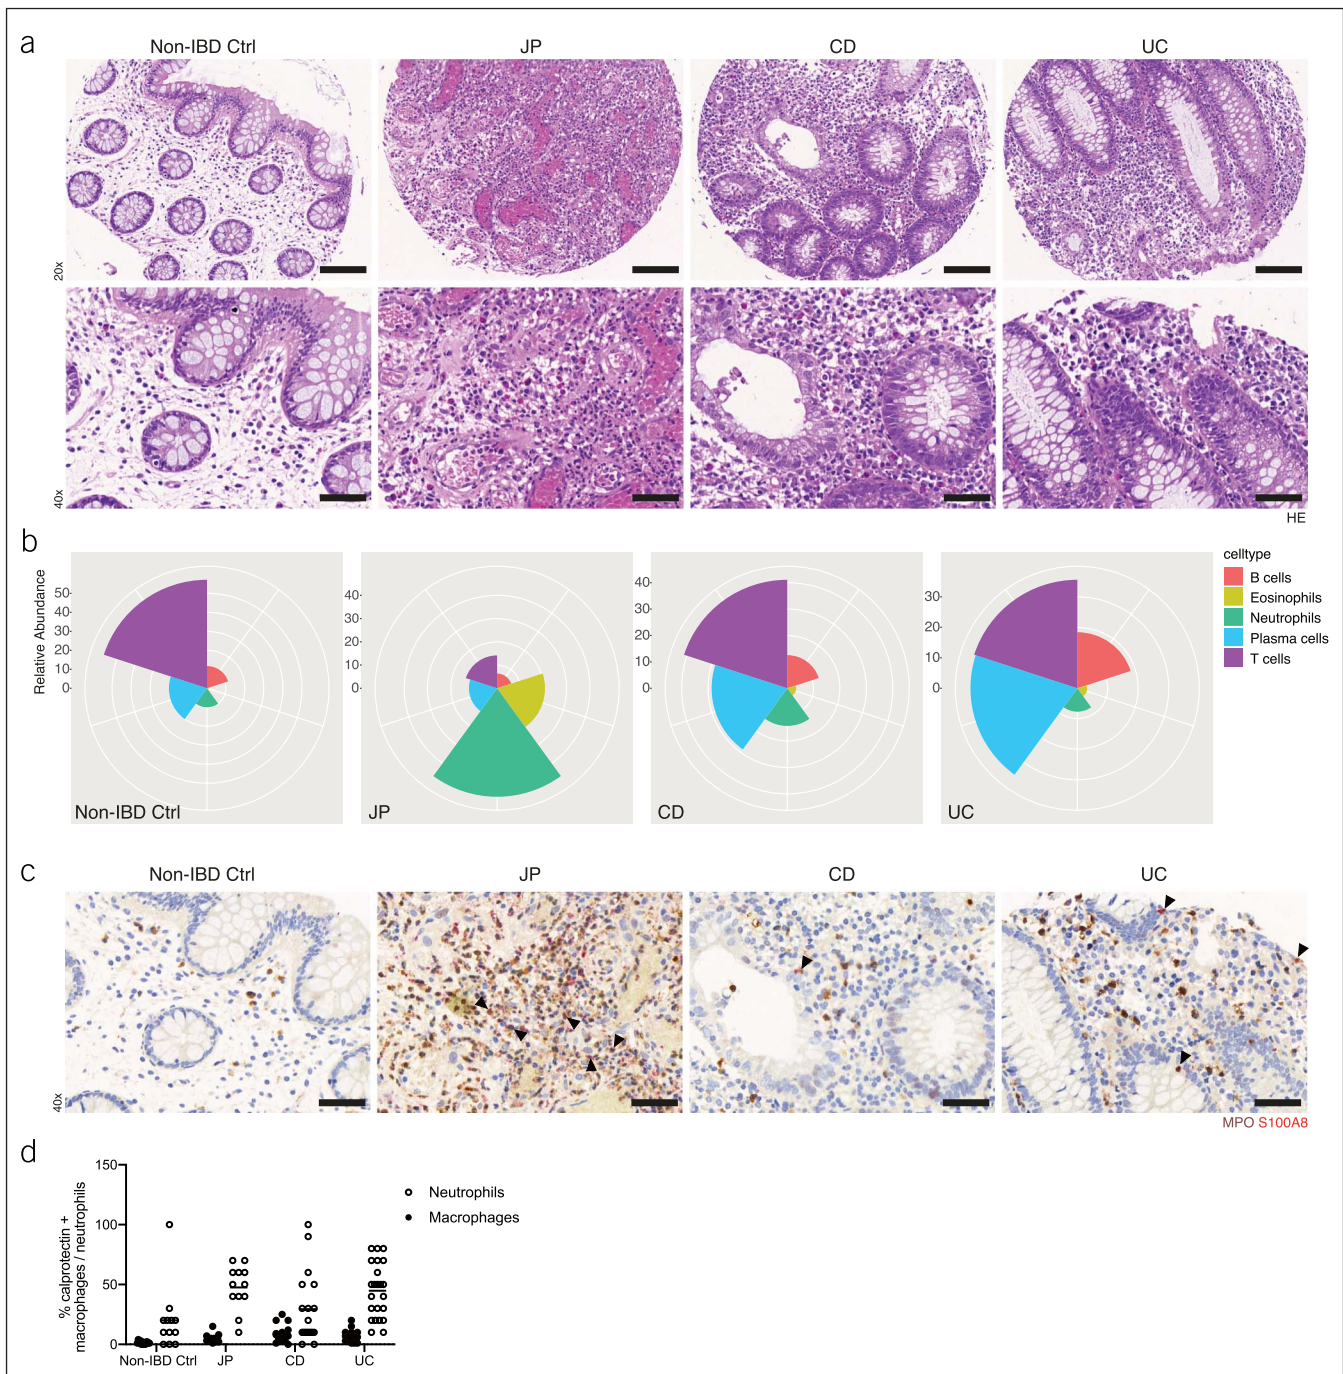 a
Non-IBD Ctrl JP CD UC
20x
40x
HE
b
celltype
B cells
Eosinophils
Neutrophils
Plasma cells
T cells
Relative Abundance
50
40
30
20
10
0
Non-IBD Ctrl
40
30
20
10
0
JP
40
30
20
10
0
CD
30
20
10
0
UC
c
Non-IBD Ctrl JP CD UC
40x
MPO S100A8
d
% calprotectin +
macrophages / neutrophils
150
100
50
0
Non-IBD Ctrl JP CD UC
Neutrophils
Macrophages